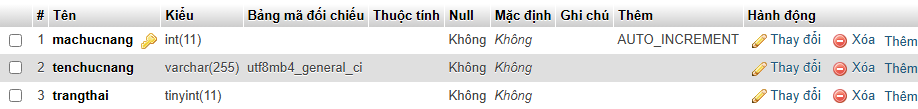 # Tên Kiểu Bảng mã đối chiếu Thuộc tính Null Mặc định Ghi chú Thêm Hành động
1 machucnang int(11) Không Không AUTO_INCREMENT Thay đổi Xóa Thêm
2 tenchucnang varchar(255) utf8mb4_general_ci Không Không Thay đổi Xóa Thêm
3 trangthai tinyint(11) Không Không Thay đổi Xóa Thêm